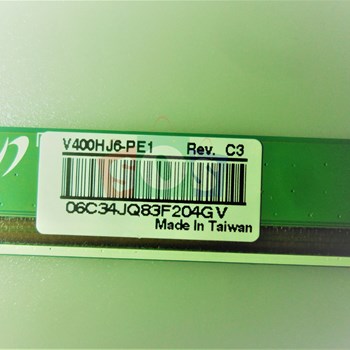 V400HJ6-PE1 Rev. C3
06C34JQ83F204GV
Made In Taiwan